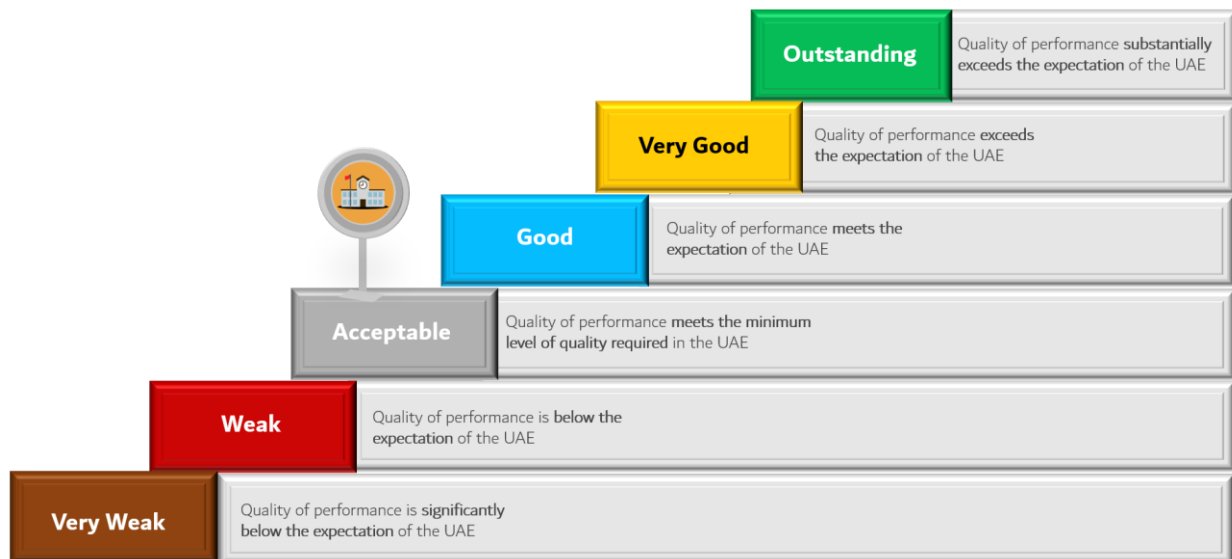 Outstanding
Quality of performance substantially
exceeds the expectation of the UAE
Very Good
Quality of performance exceeds
the expectation of the UAE
Good
Quality of performance meets the
expectation of the UAE
Acceptable
Quality of performance meets the minimum
level of quality required in the UAE
Weak
Quality of performance is below the
expectation of the UAE
Very Weak
Quality of performance is significantly
below the expectation of the UAE